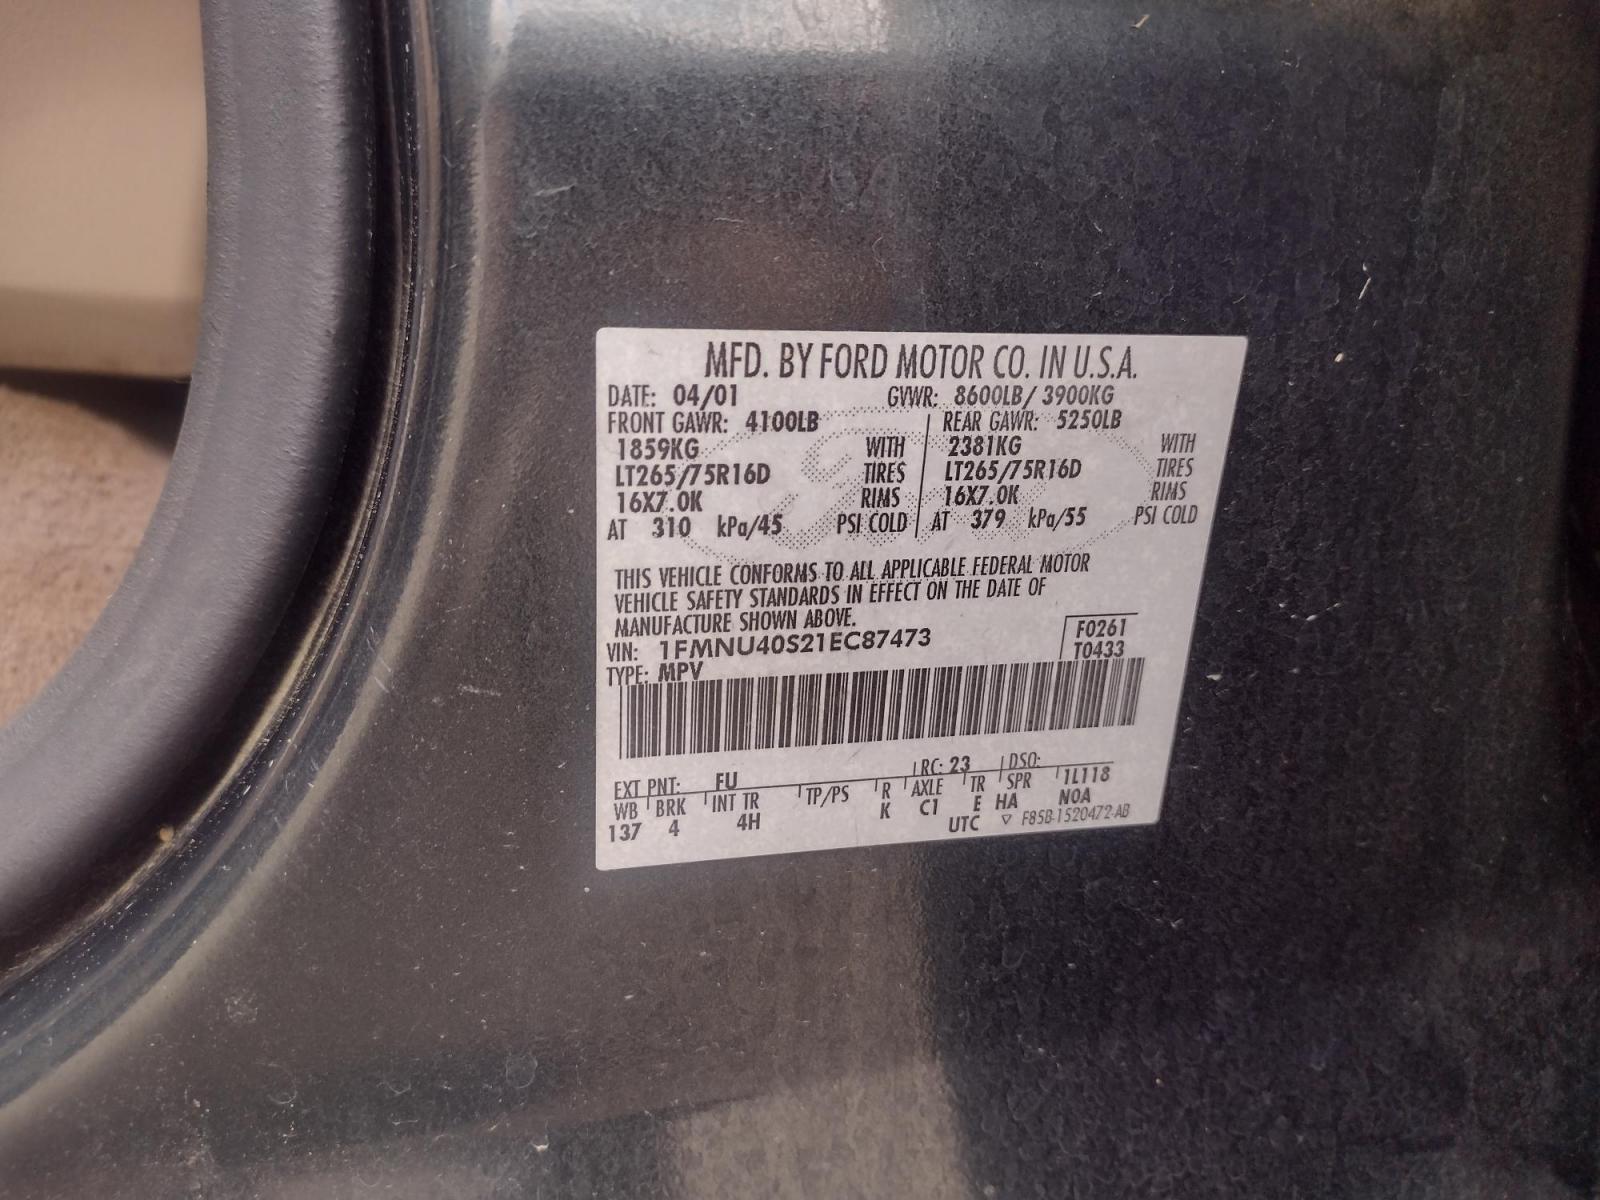 MFD. BY FORD MOTOR CO. IN U.S.A.
DATE: 04/01 GVWR: 8600LB/ 3900KG
FRONT GAWR: 4100LB REAR GAWR: 5250LB
1859KG WITH 2381KG WITH
LT265/75R16D TIRES LT265/75R16D TIRES
16X7.0K RIMS 16X7.0K RIMS
AT 310 kPa/45 PSI COLD AT 379 kPa/55 PSI COLD
THIS VEHICLE CONFORMS TO ALL APPLICABLE FEDERAL MOTOR
VEHICLE SAFETY STANDARDS IN EFFECT ON THE DATE OF
MANUFACTURE SHOWN ABOVE.
VIN: 1FMNU40S21EC87473 F0261
TYPE: MPV T0433
EXT PNT: FU RC: 23 DSO:
WB BRK INT TR TP/PS R AXLE TR SPR 1L118
137 4 4H K C1 E HA N0A
UTC ▽ F85B-1520472-AB